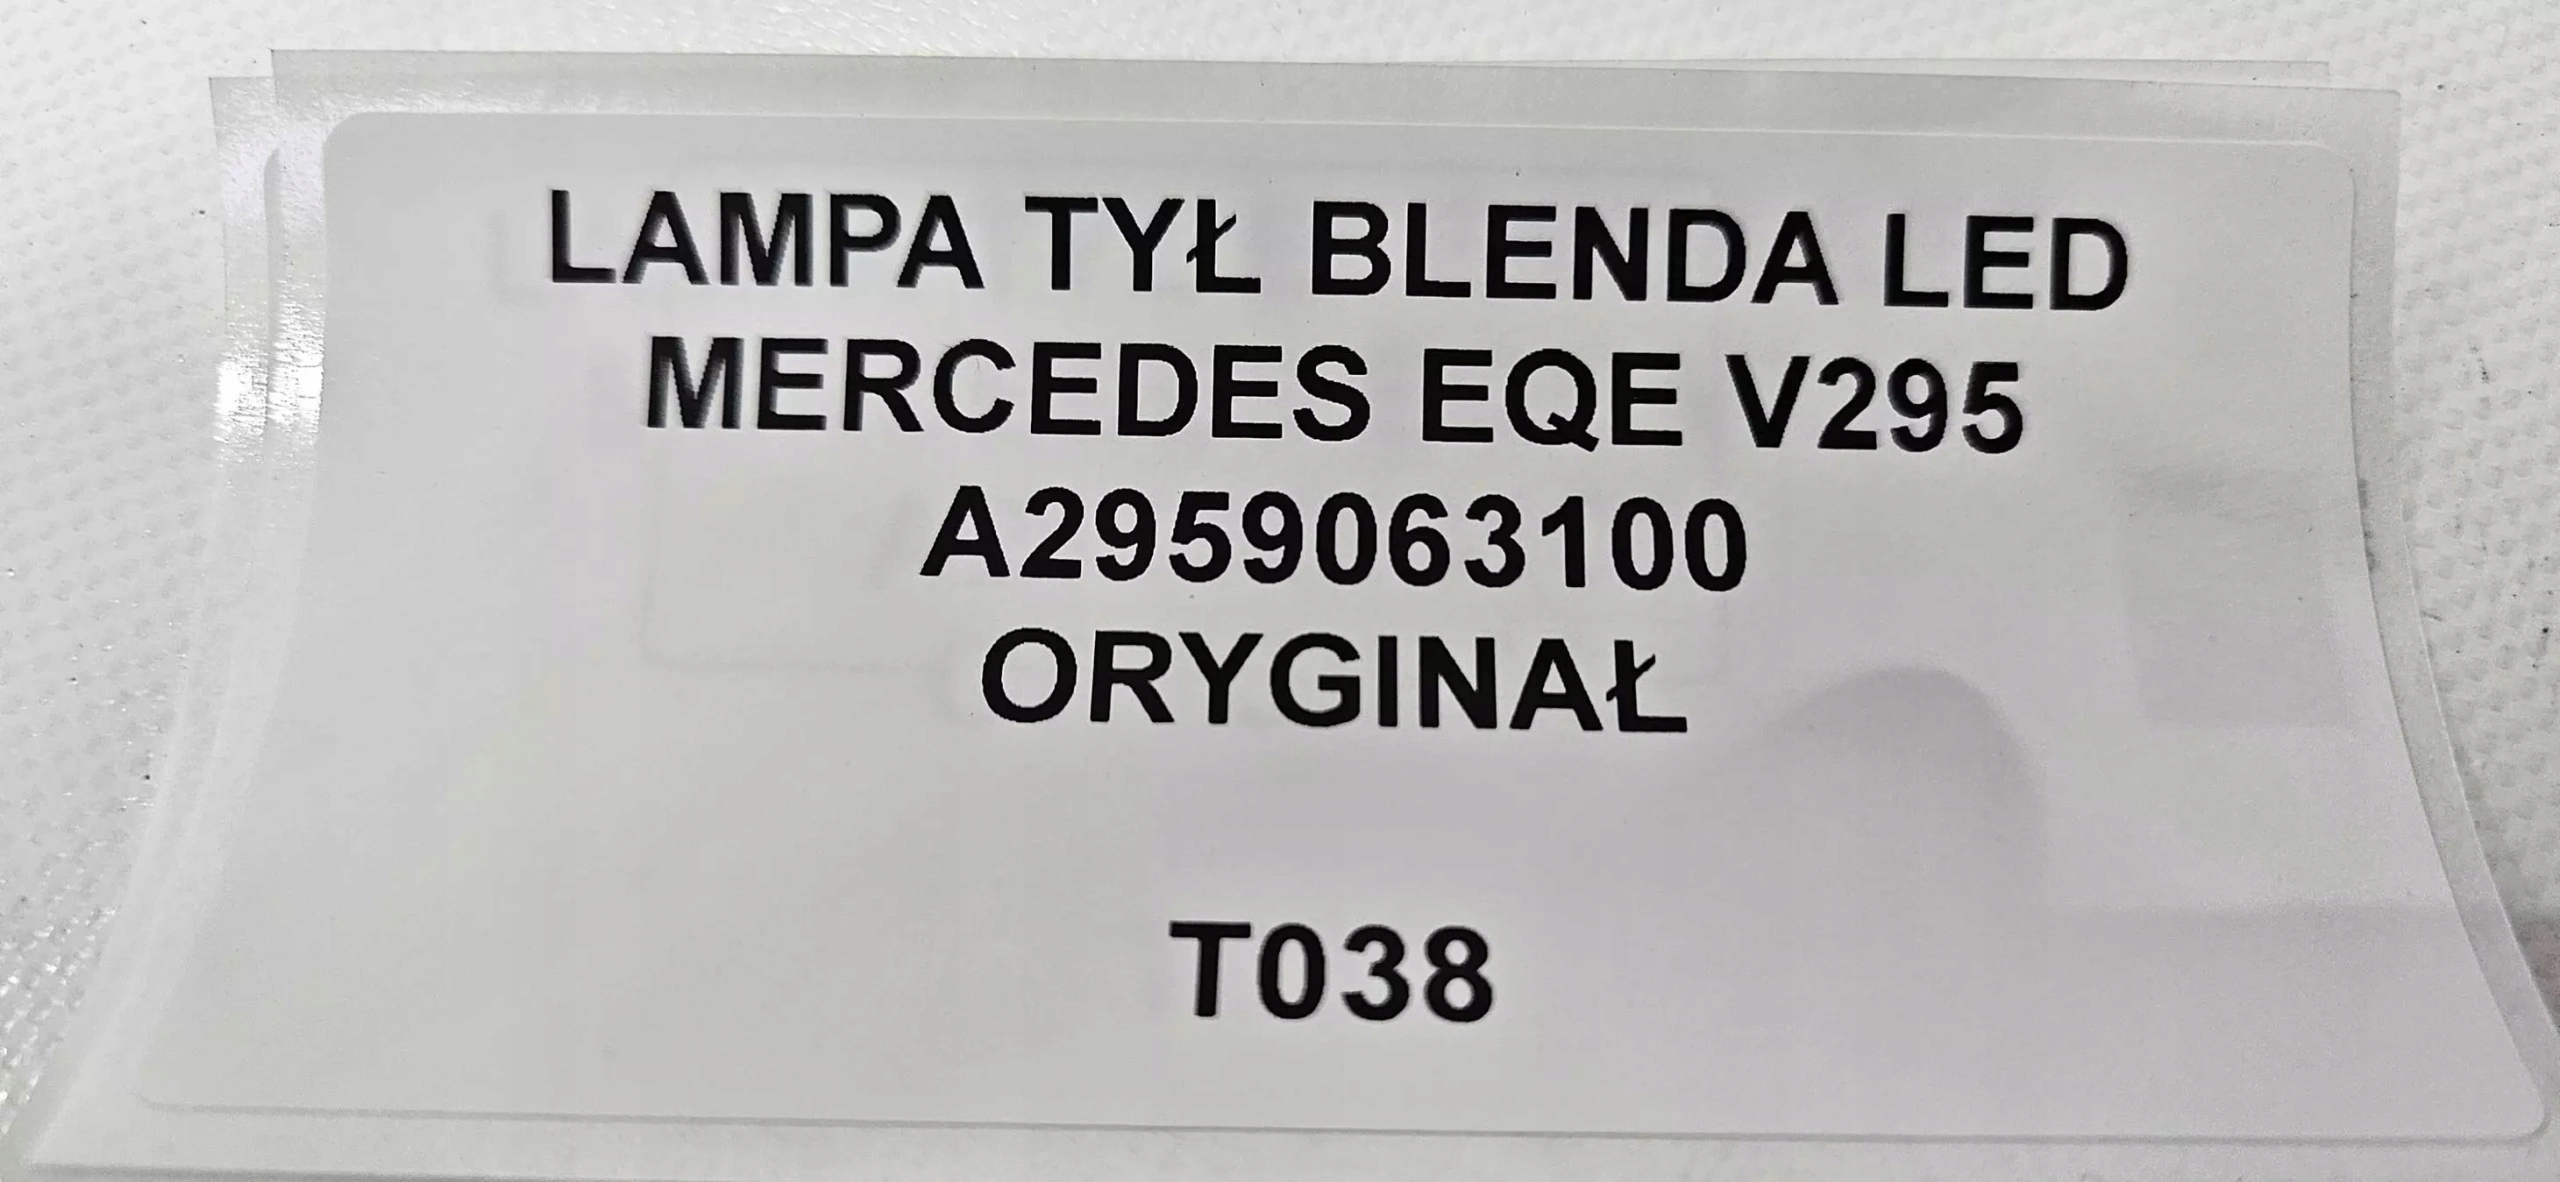 LAMPA TYŁ BLENDA LED
MERCEDES EQE V295
A2959063100
ORYGINAŁ
T038